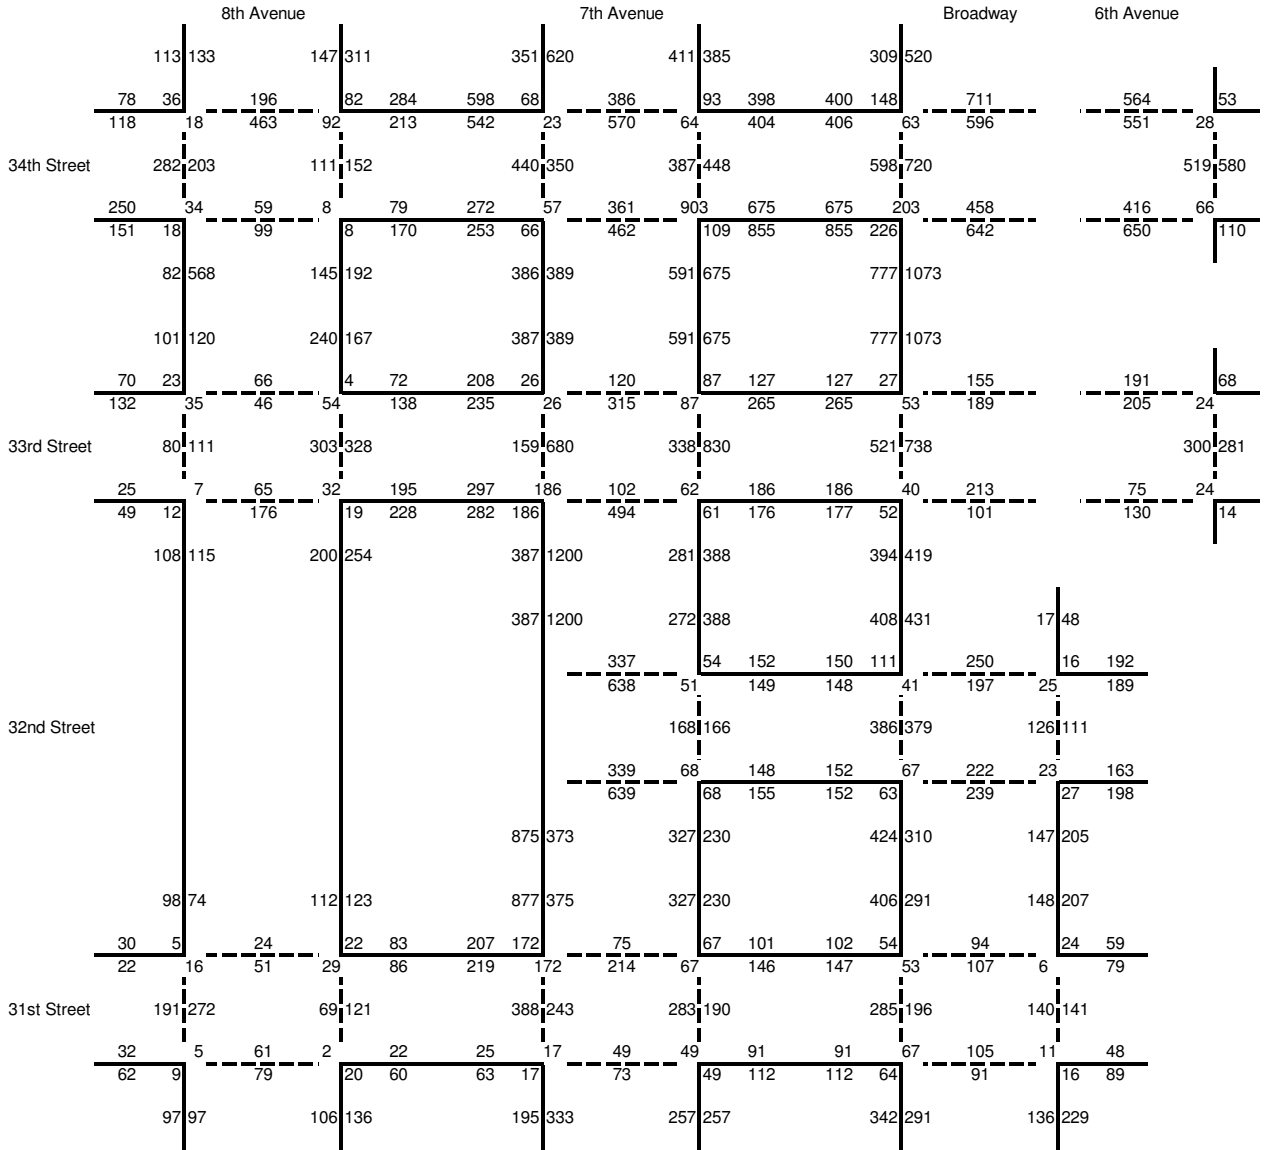 8th Avenue 7th Avenue Broadway 6th Avenue
113 133 147 311 351 620 411 385 309 520
78 36 196 82 284 598 68 386 93 398 400 148 711 564 53
118 18 463 92 213 542 23 570 64 404 406 63 596 551 28
34th Street 282 203 111 152 440 350 387 448 598 720 519 580
250 34 59 8 79 272 57 361 903 675 675 203 458 416 66
151 18 99 8 170 253 66 462 109 855 855 226 642 650 110
82 568 145 192 386 389 591 675 777 1073
101 120 240 167 387 389 591 675 777 1073
70 23 66 4 72 208 26 120 87 127 127 27 155 191 68
132 35 46 54 138 235 26 315 87 265 265 53 189 205 24
33rd Street 80 111 303 328 159 680 338 830 521 738 300 281
25 7 65 32 195 297 186 102 62 186 186 40 213 75 24
49 12 176 19 228 282 186 494 61 176 177 52 101 130 14
108 115 200 254 387 1200 281 388 394 419
387 1200 272 388 408 431 17 48
337 54 152 150 111 250 16 192
638 51 149 148 41 197 25 189
32nd Street 168 166 386 379 126 111
339 68 148 152 67 222 23 163
639 68 155 152 63 239 27 198
875 373 327 230 424 310 147 205
98 74 112 123 877 375 327 230 406 291 148 207
30 5 24 22 83 207 172 75 67 101 102 54 94 24 59
22 16 51 29 86 219 172 214 67 146 147 53 107 6 79
31st Street 191 272 69 121 388 243 283 190 285 196 140 141
32 5 61 2 22 25 17 49 49 91 91 67 105 11 48
62 9 79 20 60 63 17 73 49 112 112 64 91 16 89
97 97 106 136 195 333 257 257 342 291 136 229